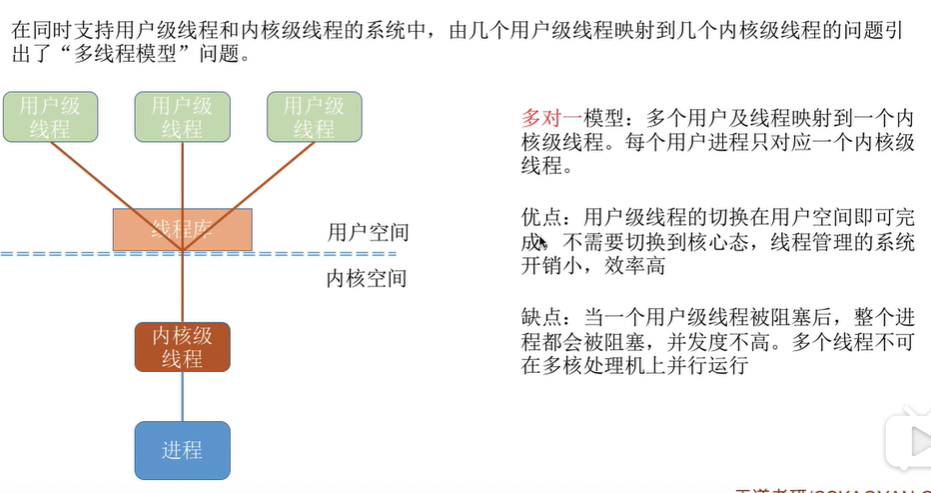 在同时支持用户级线程和内核级线程的系统中，由几个用户级线程映射到几个内核级线程的问题引
出了“多线程模型”问题。
用户级
线程
用户级
线程
用户级
线程
线程库
用户空间
内核空间
内核级
线程
进程
多对一模型：多个用户及线程映射到一个内
核级线程。每个用户进程只对应一个内核级
线程。
优点：用户级线程的切换在用户空间即可完
成，不需要切换到核心态，线程管理的系统
开销小，效率高
缺点：当一个用户级线程被阻塞后，整个进
程都会被阻塞，并发度不高。多个线程不可
在多核处理机上并行运行